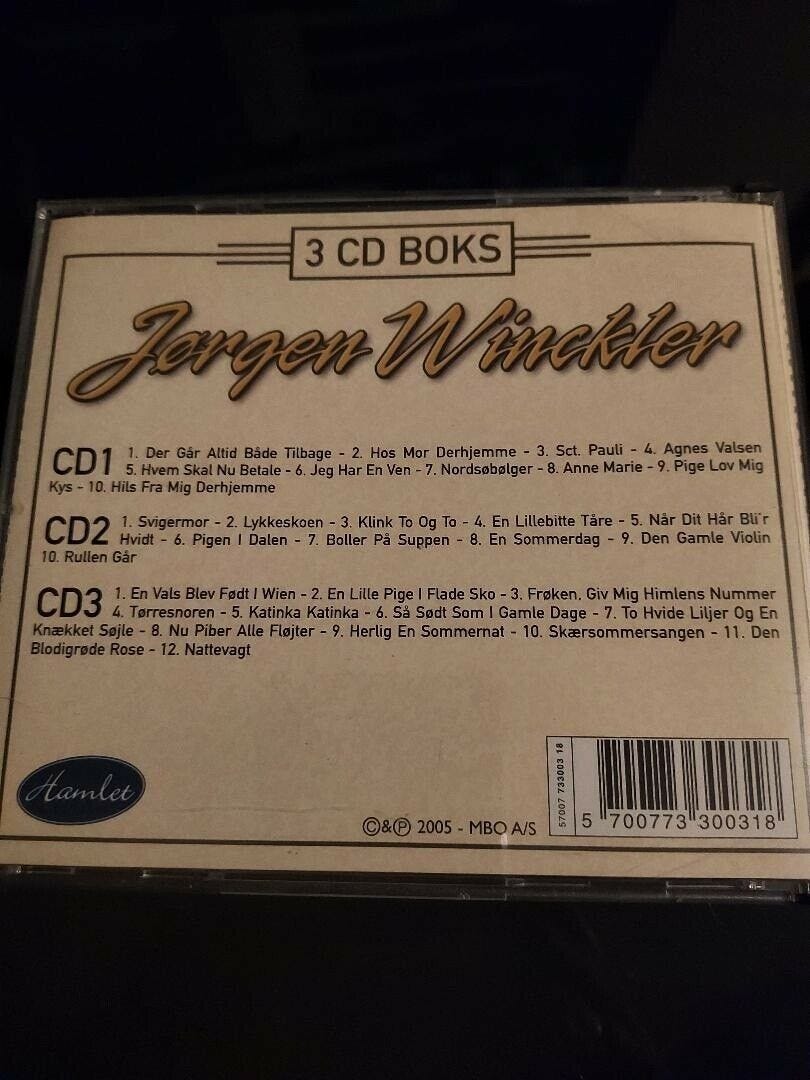 3 CD BOKS
Jørgen Winckler
CD1 1. Der Går Altid Både Tilbage - 2. Hos Mor Derhjemme - 3. Sct. Pauli - 4. Agnes Valsen
5. Hvem Skal Nu Betale - 6. Jeg Har En Ven - 7. Nordsøbølger - 8. Anne Marie - 9. Pige Lov Mig
Kys - 10. Hils Fra Mig Derhjemme
CD2 1. Svigermor - 2. Lykkeskoen - 3. Klink To Og To - 4. En Lillebitte Tåre - 5. Når Dit Hår Bli'r
Hvidt - 6. Pigen I Dalen - 7. Boller På Suppen - 8. En Sommerdag - 9. Den Gamle Violin
10. Rullen Går
CD3 1. En Vals Blev Født I Wien - 2. En Lille Pige I Flade Sko - 3. Frøken, Giv Mig Himlens Nummer
4. Tørresnoren - 5. Katinka Katinka - 6. Så Sødt Som I Gamle Dage - 7. To Hvide Liljer Og En
Knækket Søjle - 8. Nu Piber Alle Fløjter - 9. Herlig En Sommernat - 10. Skærsommersangen - 11. Den
Blodigrøde Rose - 12. Nattevagt
Hamlet
©&℗ 2005 - MBO A/S
57007 733003 18
5 700773 300318